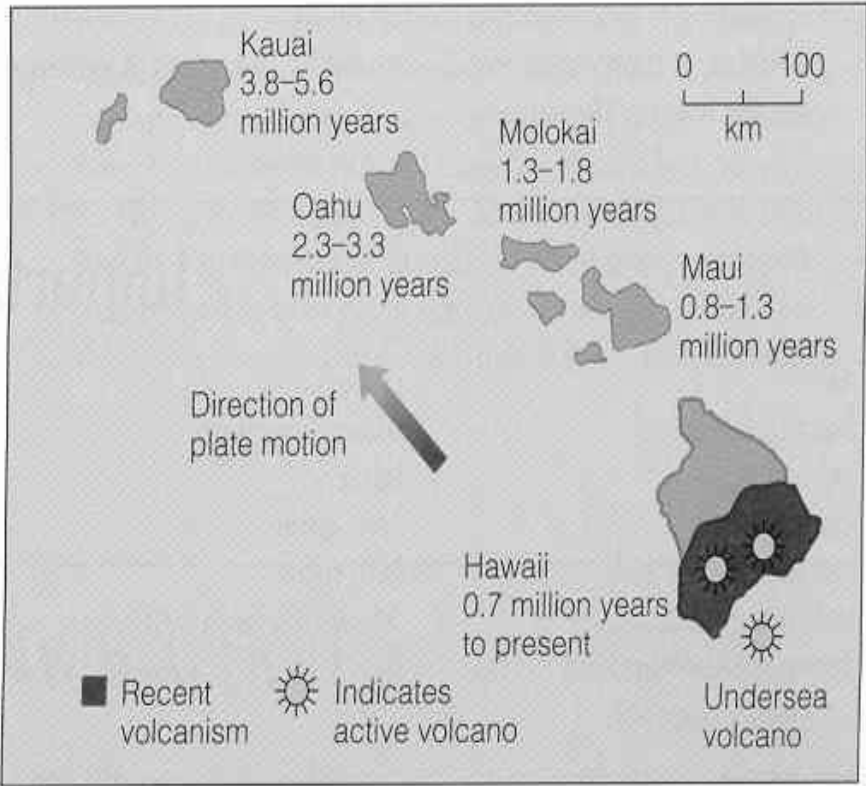 Kauai
3.8–5.6
million years
0 100
km
Molokai
1.3–1.8
million years
Oahu
2.3–3.3
million years
Maui
0.8–1.3
million years
Direction of
plate motion
Hawaii
0.7 million years
to present
Recent
volcanism
Indicates
active volcano
Undersea
volcano